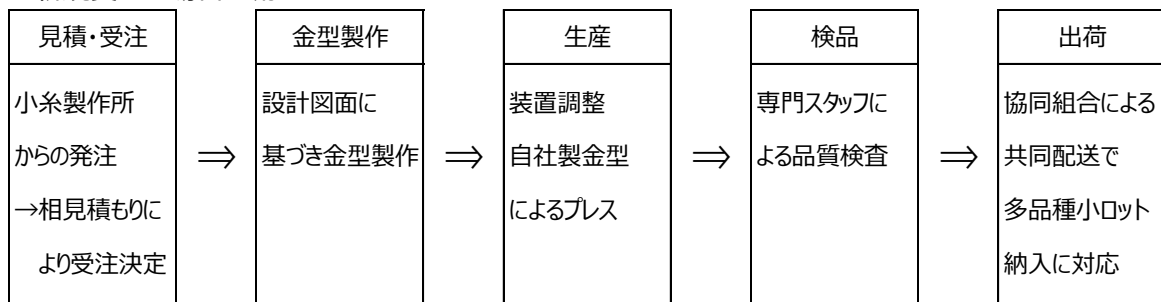 見積・受注
小糸製作所
からの発注
→相見積もりに
より受注決定
⇒
金型製作
設計図面に
基づき金型製作
⇒
生産
装置調整
自社製金型
によるプレス
⇒
検品
専門スタッフに
よる品質検査
⇒
出荷
協同組合による
共同配送で
多品種小ロット
納入に対応